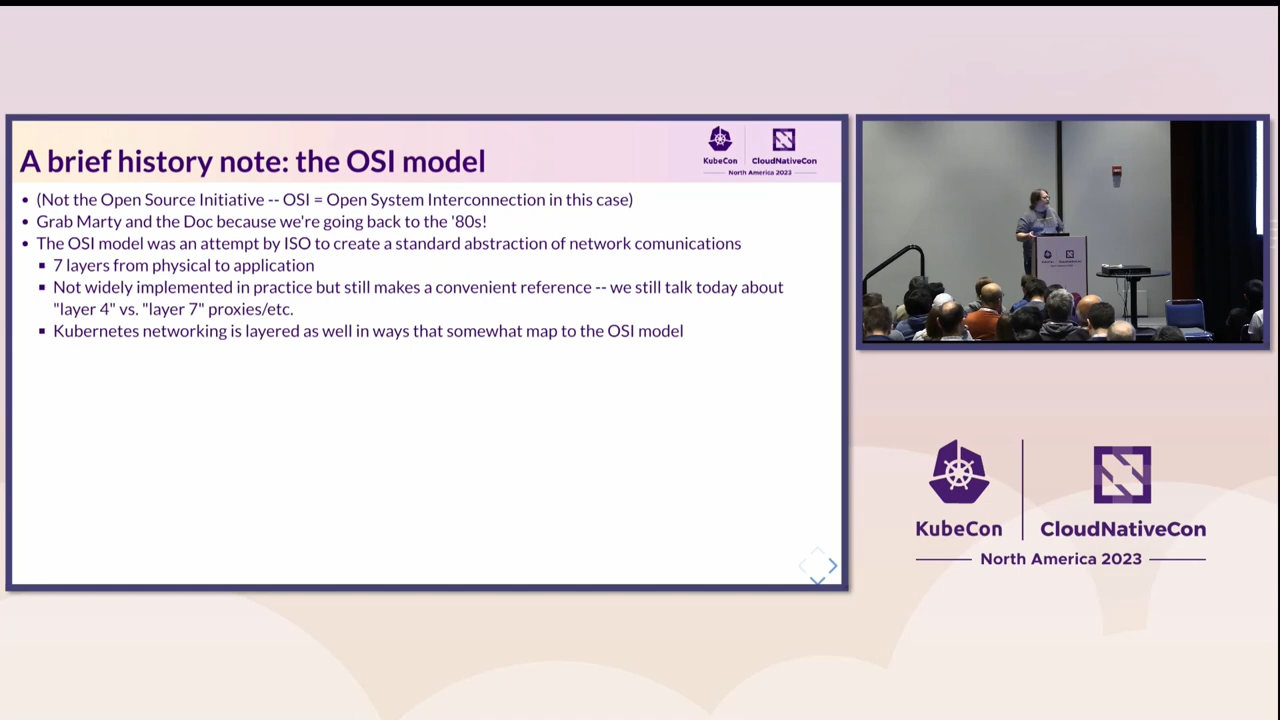 A brief history note: the OSI model
KubeCon
CloudNativeCon
North America 2023
(Not the Open Source Initiative -- OSI = Open System Interconnection in this case)
Grab Marty and the Doc because we're going back to the '80s!
The OSI model was an attempt by ISO to create a standard abstraction of network comunications
7 layers from physical to application
Not widely implemented in practice but still makes a convenient reference -- we still talk today about
"layer 4" vs. "layer 7" proxies/etc.
Kubernetes networking is layered as well in ways that somewhat map to the OSI model
KubeCon
CloudNativeCon
North America 2023